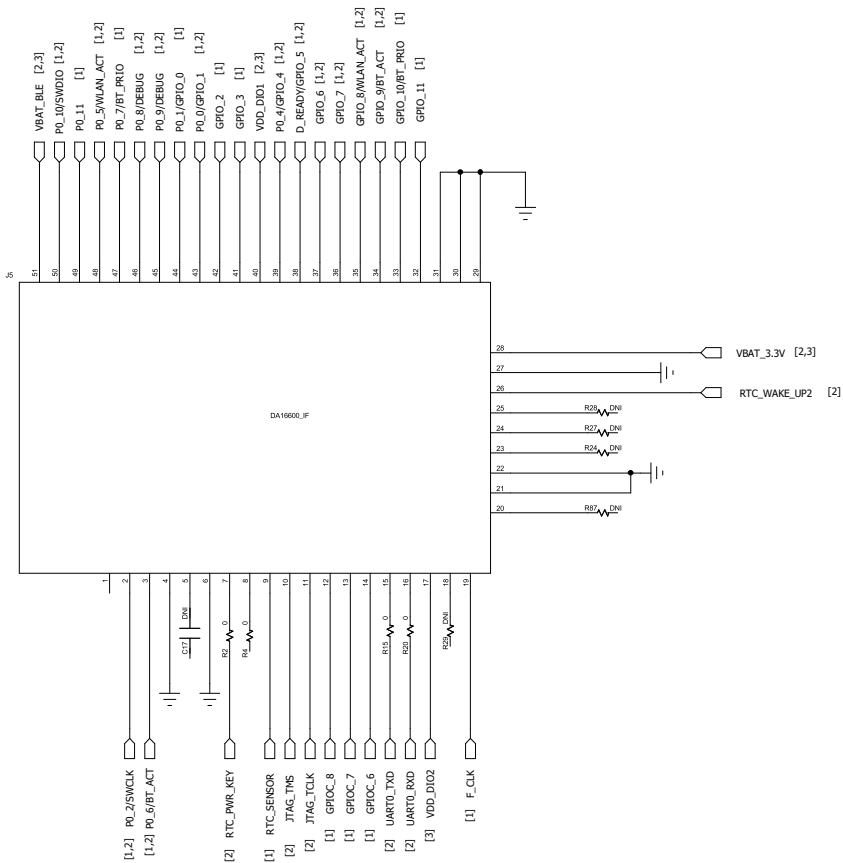 VBAT_BLE [2,3]
P0_10/SWDIO [1,2]
P0_11 [1]
P0_5/WLAN_ACT [1,2]
P0_7/BT_PRIO [1]
P0_8/DEBUG [1,2]
P0_9/DEBUG [1,2]
P0_1/GPIO_0 [1]
P0_0/GPIO_1 [1,2]
GPIO_2 [1]
GPIO_3 [1]
VDD_DIO1 [2,3]
P0_4/GPIO_4 [1,2]
D_READY/GPIO_5 [1,2]
GPIO_6 [1,2]
GPIO_7 [1,2]
GPIO_8/WLAN_ACT [1,2]
GPIO_9/BT_ACT [1,2]
GPIO_10/BT_PRIO [1]
GPIO_11 [1]
J5
51
50
49
48
47
46
45
44
43
42
41
40
39
38
37
36
35
34
33
32
31
30
29
28
VBAT_3.3V [2,3]
27
26
RTC_WAKE_UP2 [2]
25
R28 DNI
DA16600_IF
24
R27 DNI
23
R24 DNI
22
21
20
R87 DNI
1
2
3
4
5
6
7
8
9
10
11
12
13
14
15
16
17
18
19
C17 DNI
R2 0
R4 0
R15 0
R20 0
R29 DNI
[1,2] P0_2/SWCLK
[1,2] P0_6/BT_ACT
[2] RTC_PWR_KEY
[1] RTC_SENSOR
[2] JTAG_TMS
[2] JTAG_TCLK
[1] GPIOC_8
[1] GPIOC_7
[1] GPIOC_6
[2] UART0_TXD
[2] UART0_RXD
[3] VDD_DIO2
[1] F_CLK